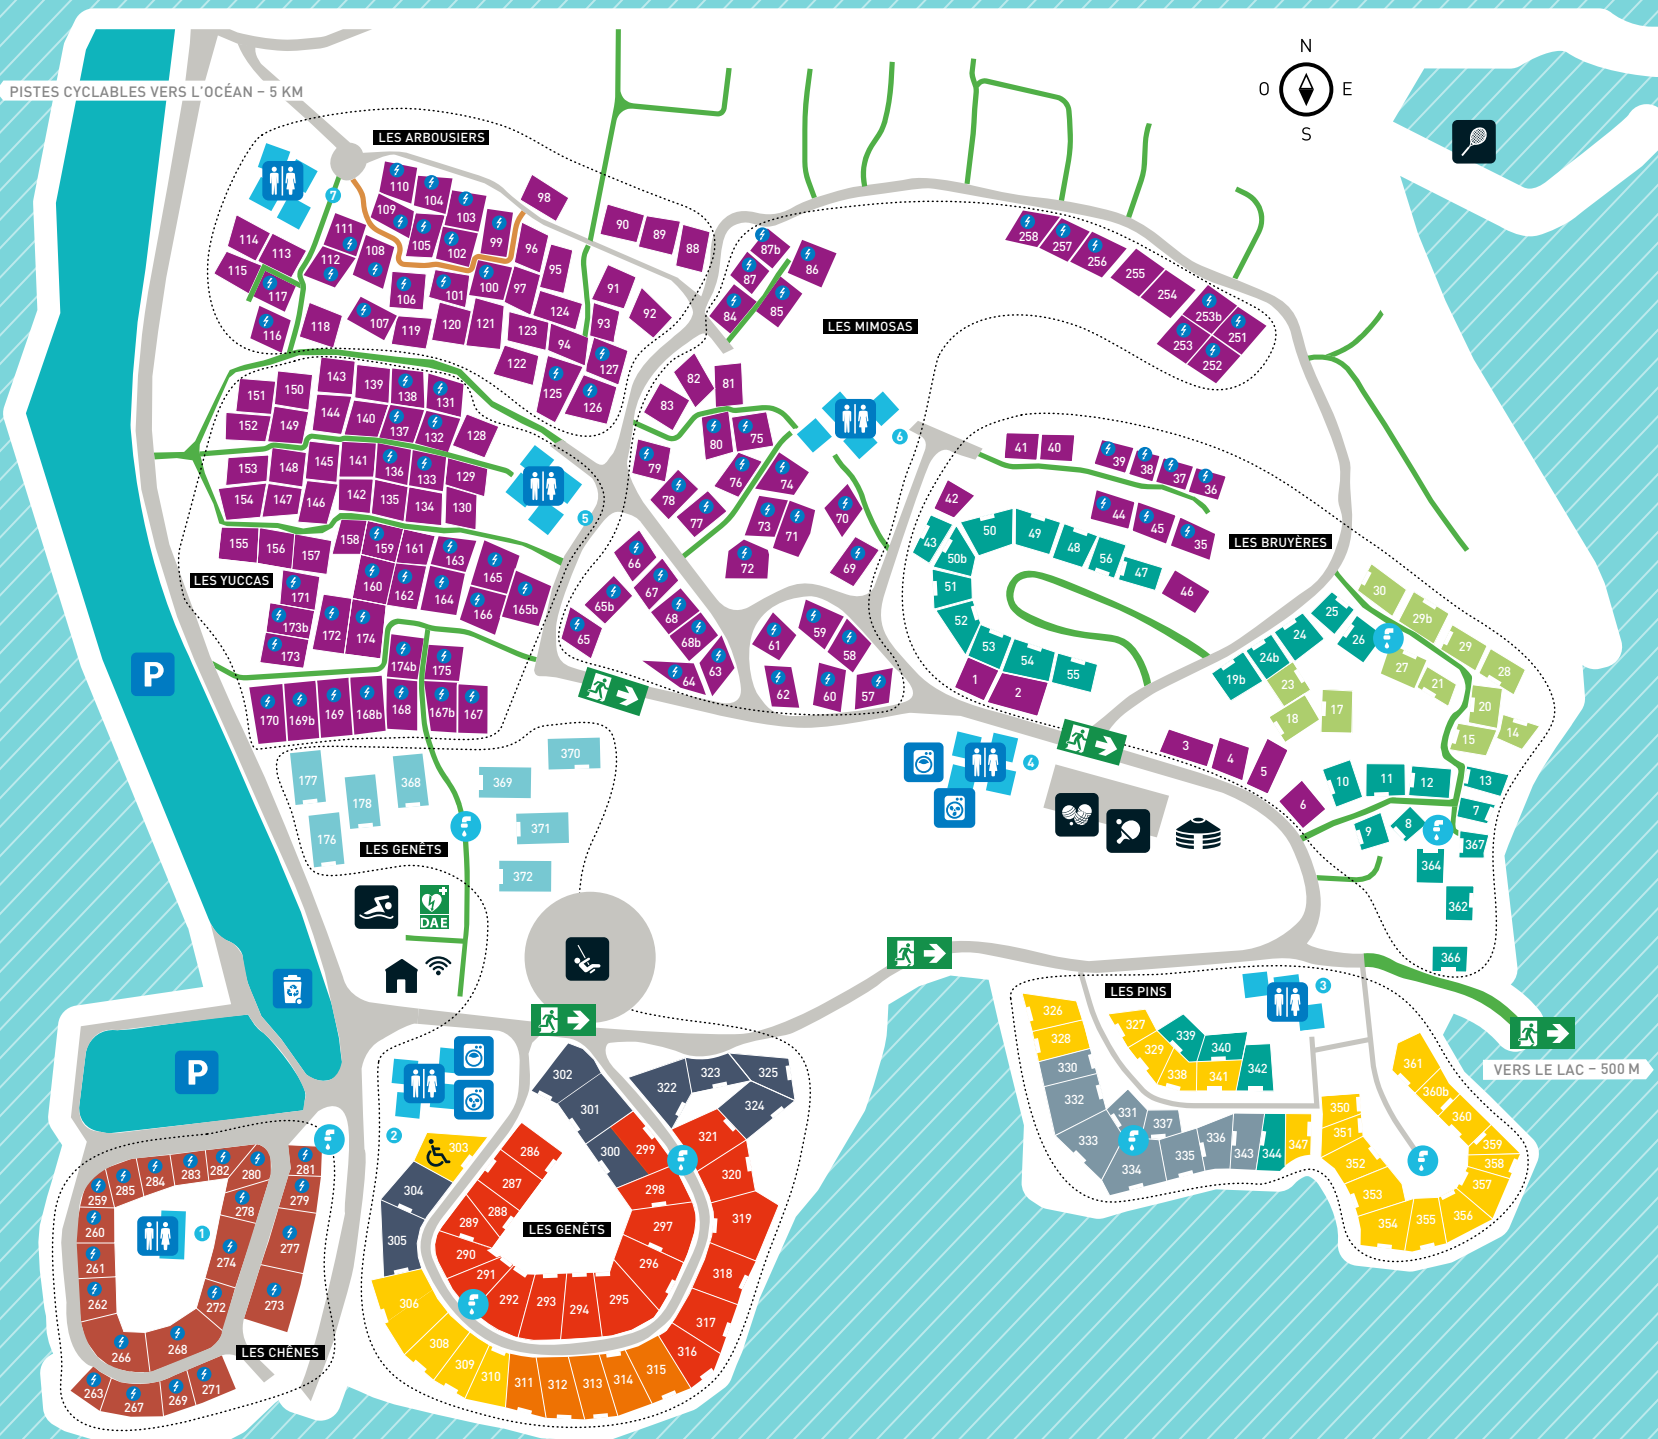 N
O E
S
PISTES CYCLABLES VERS L'OCÉAN – 5 KM
LES ARBOUSIERS
110 104 103 98
109 105 102 99 96 95
7
114 113 111 112 108
115 117 106 101 100 97
116 118 107 119 120 121 123 124
122 94 93 91 92
125 126 127
90 89 88
87b 86
87 84 85
LES MIMOSAS
258 257 256 255 254
253b 251
253 252
82 81
83 80 75
79 76 74
78 77 73 71 70
72 69
6
66 67 65b 68 68b 65 64 63
61 59 58
62 60 57
151 150 143 139 138 131
152 149 144 140 137 132 128
153 148 145 141 136 133 129
154 147 146 142 135 134 130
5
155 156 157 158 159 161 163 165
LES YUCCAS
171 160 162 164 166 165b
173b 172 174
173 174b 175
170 169b 169 168b 168 167b 167
41 40 39 38 37 36
42 44 45 35
LES BRUYÈRES
43 50 49 48 56 47 46
50b 51 52 53 54 55
1 2
30 29b 29 28
25 26 24 24b 19b
27 21 23 20
18 17 15 14
3 4 5 6
10 11 12 13
9 8 7
364 367
362
366
4
177 178 368 369 370
176 371
372
LES GENÊTS
DAE
P
P
LES PINS
3
326 327 339 340 342
328 329 338 341
330 332 331 337
333 334 335 336 343 344 347
361 360b 360 359 358 357 356 355 354 353 352 351 350
VERS LE LAC – 500 M
2
302 301 300 299
322 323 325 324
303 304 305
286 287 288 289 290 291
292 293 294 295 296 297 298
LES GENÊTS
321 320 319 318 317 316
306 308 309 310 311 312 313 314 315
259 285 284 283 282 280 281
260 278 279
1
261 274 277
262 272 273
266 268
263 267 269 271
LES CHÊNES